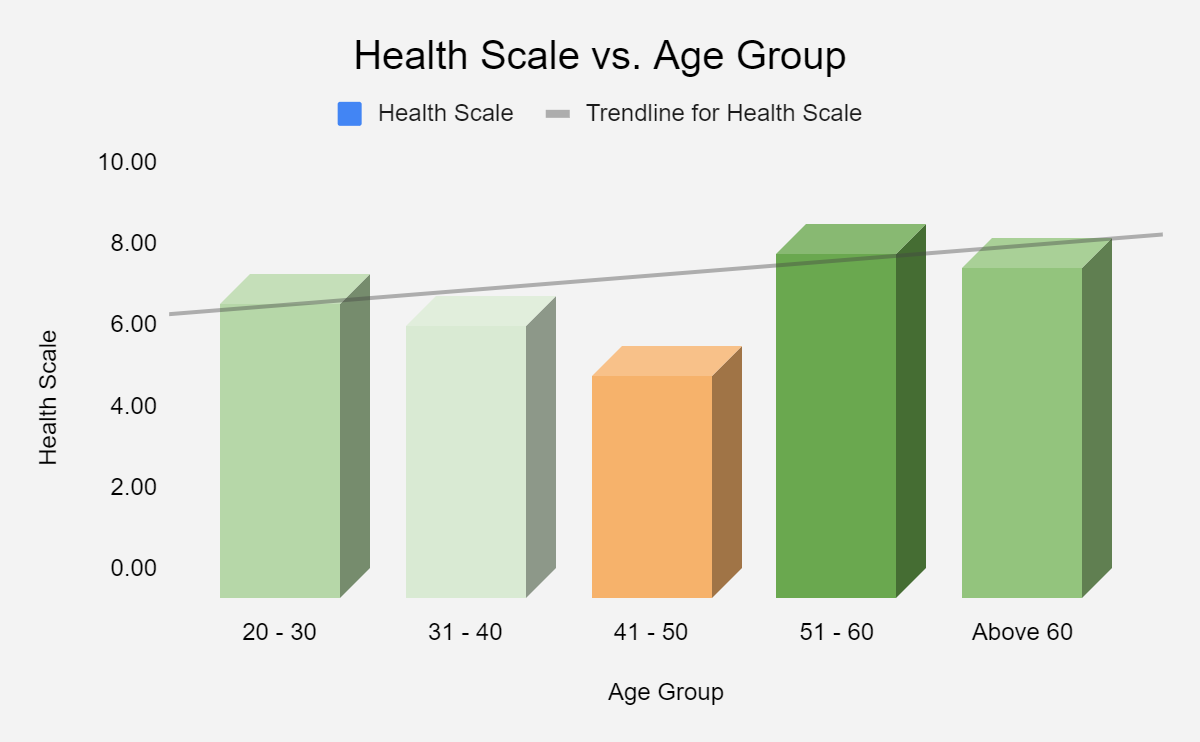 Health Scale vs. Age Group
Health Scale
Trendline for Health Scale
10.00
8.00
6.00
4.00
2.00
0.00
Health Scale
20 - 30
31 - 40
41 - 50
51 - 60
Above 60
Age Group